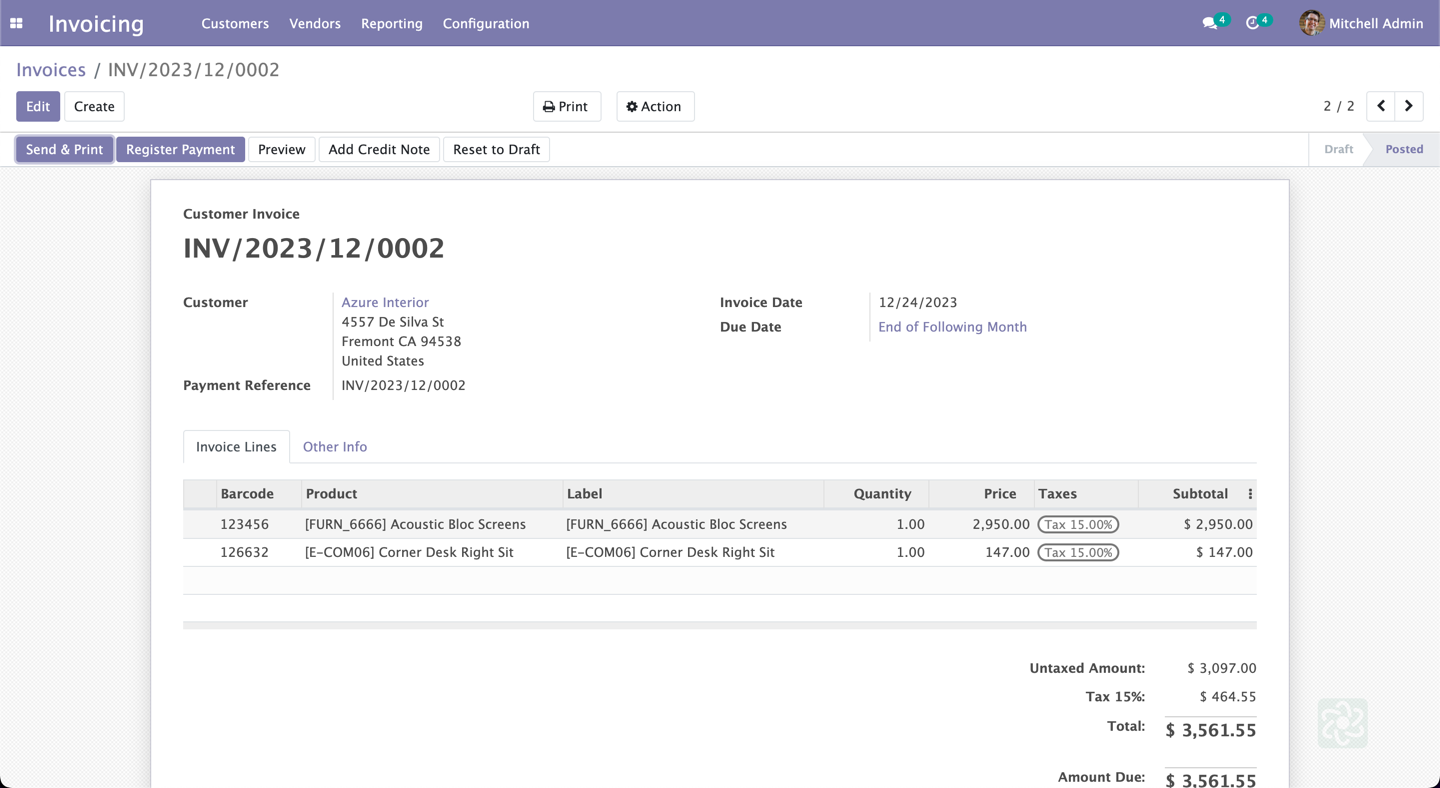 Invoicing Customers Vendors Reporting Configuration 4 4 Mitchell Admin
Invoices / INV/2023/12/0002
Edit Create Print Action 2 / 2
Send & Print Register Payment Preview Add Credit Note Reset to Draft Draft Posted
Customer Invoice
INV/2023/12/0002
Customer Azure Interior Invoice Date 12/24/2023
4557 De Silva St
Due Date End of Following Month
Fremont CA 94538
United States
Payment Reference INV/2023/12/0002
Invoice Lines Other Info
Barcode Product Label Quantity Price Taxes Subtotal
123456 [FURN_6666] Acoustic Bloc Screens [FURN_6666] Acoustic Bloc Screens 1.00 2,950.00 Tax 15.00% $ 2,950.00
126632 [E-COM06] Corner Desk Right Sit [E-COM06] Corner Desk Right Sit 1.00 147.00 Tax 15.00% $ 147.00
Untaxed Amount: $ 3,097.00
Tax 15%: $ 464.55
Total: $ 3,561.55
Amount Due: $ 3,561.55